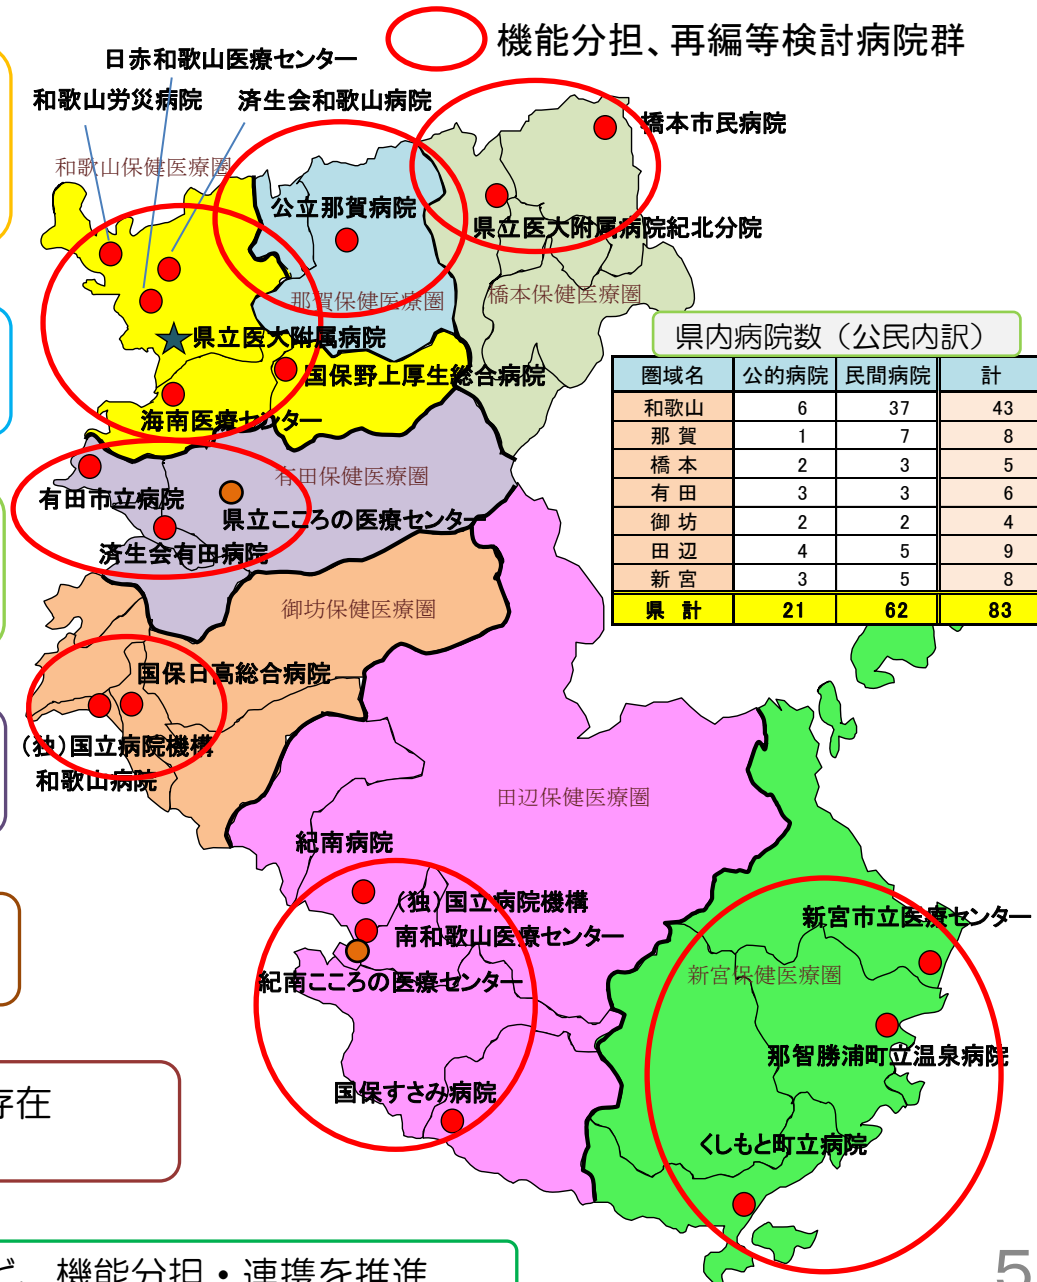 機能分担、再編等検討病院群
日赤和歌山医療センター
和歌山労災病院
済生会和歌山病院
橋本市民病院
和歌山保健医療圏
公立那賀病院
県立医大附属病院紀北分院
那賀保健医療圏
橋本保健医療圏
県立医大附属病院
国保野上厚生総合病院
海南医療センター
県内病院数（公民内訳）
圏域名 公的病院 民間病院 計
和歌山 6 37 43
那賀 1 7 8
橋本 2 3 5
有田 3 3 6
御坊 2 2 4
田辺 4 5 9
新宮 3 5 8
県計 21 62 83
有田保健医療圏
有田市立病院
県立こころの医療センター
済生会有田病院
御坊保健医療圏
国保日高総合病院
（独）国立病院機構
和歌山病院
田辺保健医療圏
紀南病院
（独）国立病院機構
南和歌山医療センター
紀南こころの医療センター
新宮市立医療センター
新宮保健医療圏
那智勝浦町立温泉病院
国保すさみ病院
くしもと町立病院
存在
ど、機能分担・連携を推進
5